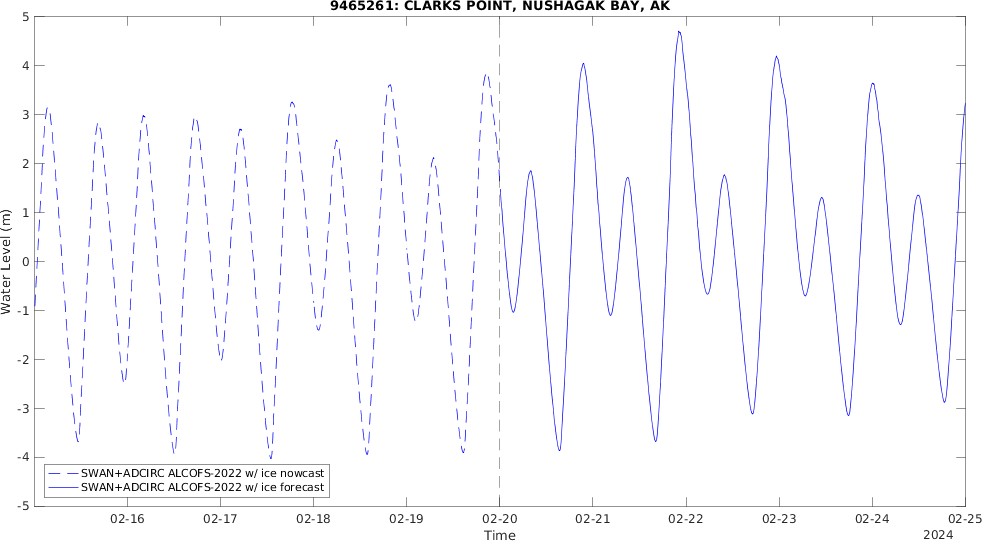 9465261: CLARKS POINT, NUSHAGAK BAY, AK
5
4
3
2
1
0
-1
-2
-3
-4
-5
Water Level (m)
SWAN+ADCIRC ALCOFS-2022 w/ ice nowcast
SWAN+ADCIRC ALCOFS-2022 w/ ice forecast
02-16 02-17 02-18 02-19 02-20 02-21 02-22 02-23 02-24 02-25
Time
2024